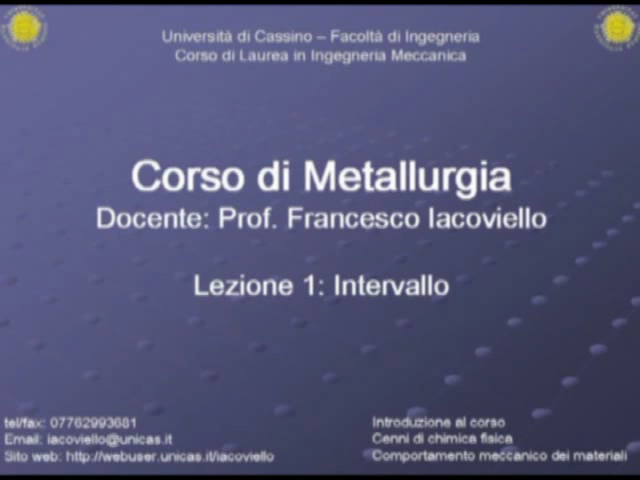 Università di Cassino – Facoltà di Ingegneria
Corso di Laurea in Ingegneria Meccanica
Corso di Metallurgia
Docente: Prof. Francesco Iacoviello
Lezione 1: Intervallo
tel/fax: 07762993681
Email: iacoviello@unicas.it
Sito web: http://webuser.unicas.it/iacoviello
Introduzione al corso
Cenni di chimica fisica
Comportamento meccanico dei materiali